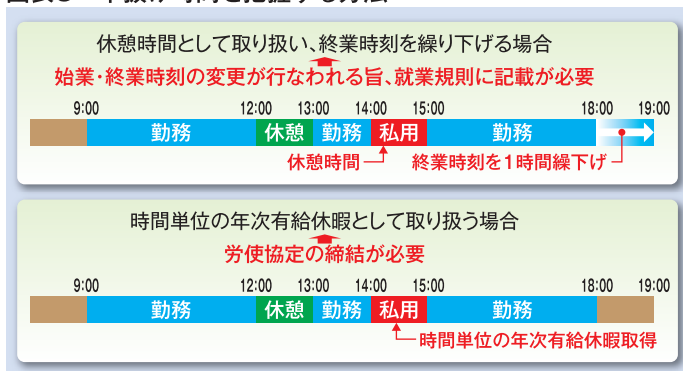 休憩時間として取り扱い、終業時刻を繰り下げる場合
始業・終業時刻の変更が行なわれる旨、就業規則に記載が必要
9:00 12:00 13:00 14:00 15:00 18:00 19:00
勤務 休憩 勤務 私用 勤務
休憩時間 終業時刻を1時間繰下げ
時間単位の年次有給休暇として取り扱う場合
労使協定の締結が必要
9:00 12:00 13:00 14:00 15:00 18:00 19:00
勤務 休憩 勤務 私用 勤務
時間単位の年次有給休暇取得